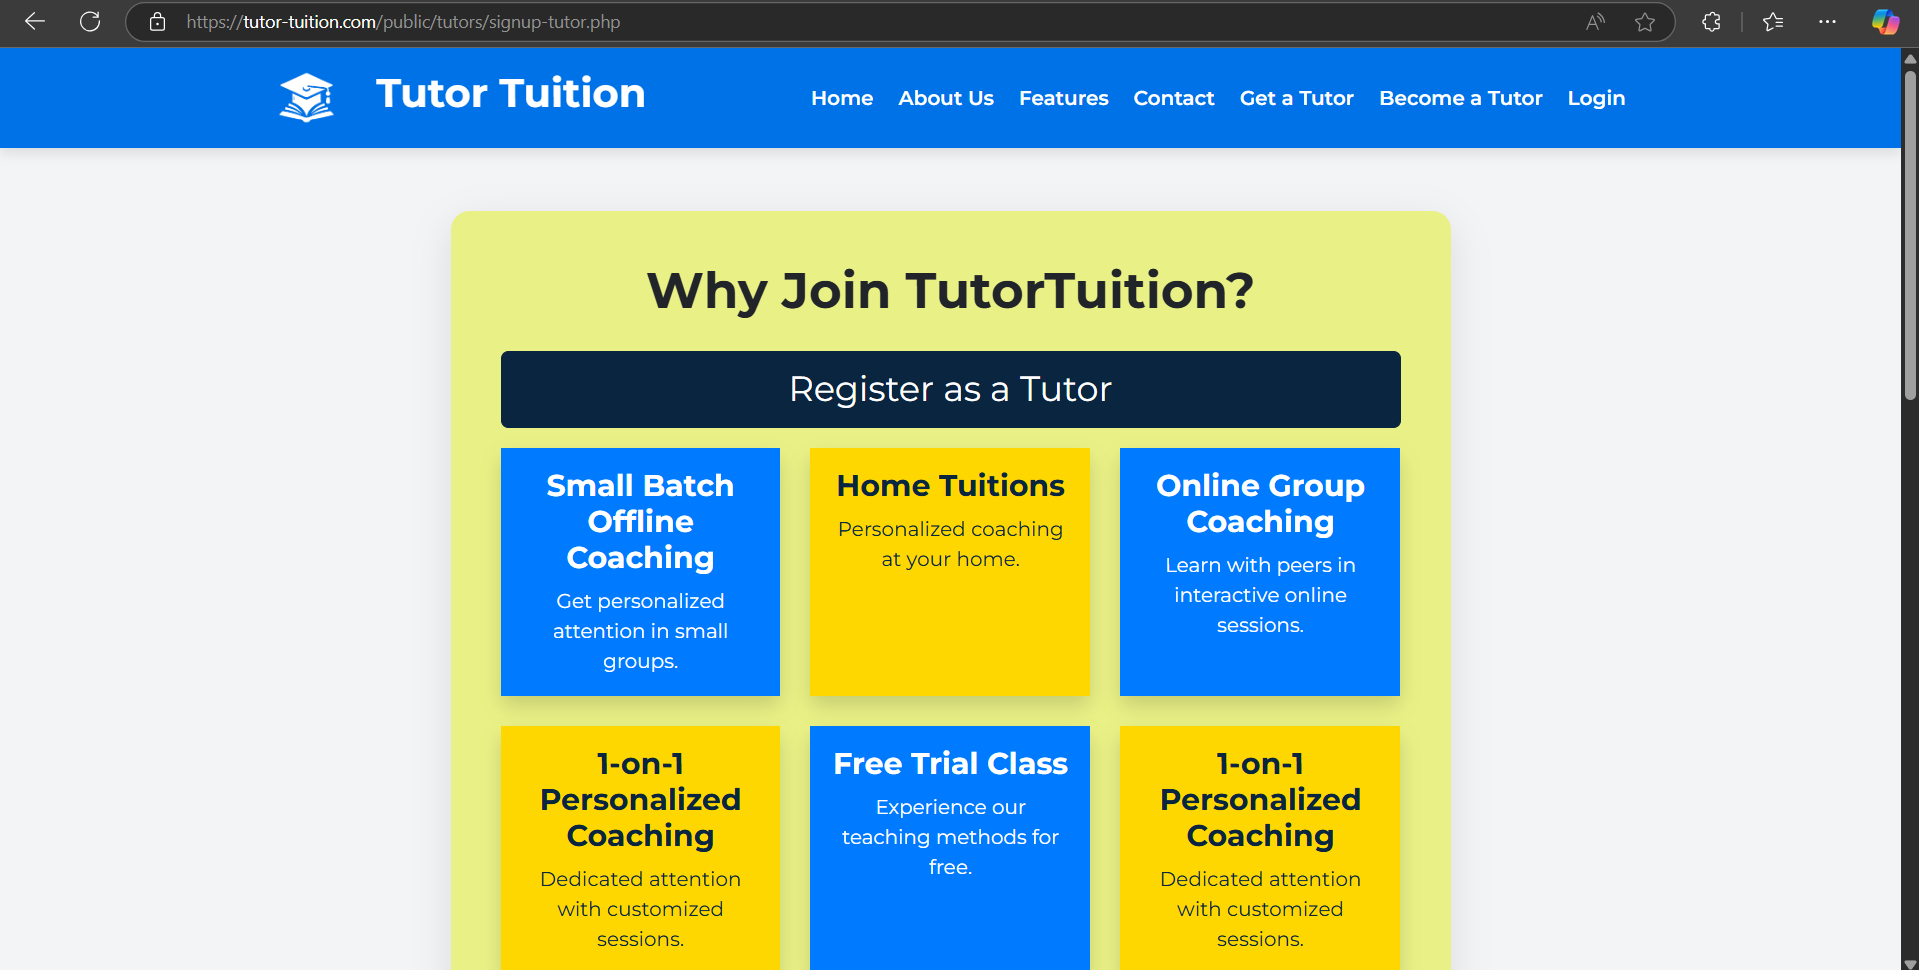 https://tutor-tuition.com/public/tutors/signup-tutor.php
Tutor Tuition
Home About Us Features Contact Get a Tutor Become a Tutor Login
Why Join TutorTuition?
Register as a Tutor
Small Batch
Offline
Coaching
Get personalized
attention in small
groups.
Home Tuitions
Personalized coaching
at your home.
Online Group
Coaching
Learn with peers in
interactive online
sessions.
1-on-1
Personalized
Coaching
Dedicated attention
with customized
sessions.
Free Trial Class
Experience our
teaching methods for
free.
1-on-1
Personalized
Coaching
Dedicated attention
with customized
sessions.